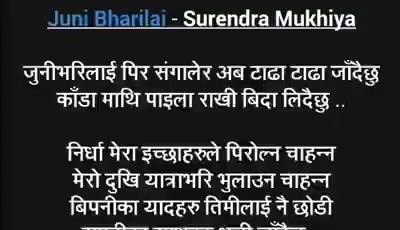 Juni Bharilai - Surendra Mukhiya
जुनीभरिलाई पिर संगालेर अब टाढा टाढा जाँदैछु
काँडा माथि पाइला राखी बिदा लिदैछु ..
निर्धा मेरा इच्छाहरुले पिरोल्न चाहन्न
मेरो दुखि यात्राभरि भुलाउन चाहन्न
बिपनीका यादहरु तिमीलाई नै छोडी